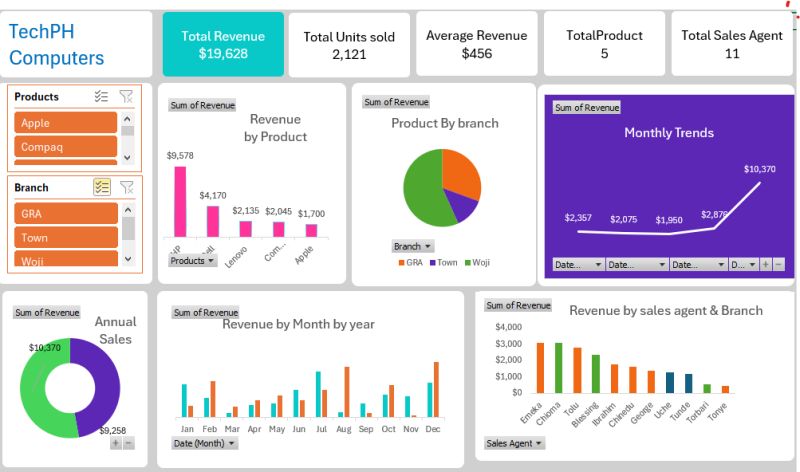 TechPH
Computers
Total Revenue
$19,628
Total Units sold
2,121
Average Revenue
$456
TotalProduct
5
Total Sales Agent
11
Products
Apple
Compaq
Branch
GRA
Town
Woji
Sum of Revenue
Revenue
by Product
$9,578
$4,170
$2,135
$2,045
$1,700
Lenovo
Com...
Apple
Products
Sum of Revenue
Product By branch
Branch
GRA
Town
Woji
Sum of Revenue
Monthly Trends
$2,357
$2,075
$1,950
$2,876
$10,370
Date...
Date...
Date...
D...
+ −
Sum of Revenue
Annual
Sales
$10,370
$9,258
+ −
Sum of Revenue
Revenue by Month by year
Jan Feb Mar Apr May Jun Jul Aug Sep Oct Nov Dec
Date (Month)
Sum of Revenue
Revenue by sales agent & Branch
$4,000
$3,000
$2,000
$1,000
$0
Emeka
Chioma
Tolu
Blessing
Ibrahim
Chinedu
George
Uche
Tunde
Torbari
Tonye
Sales Agent